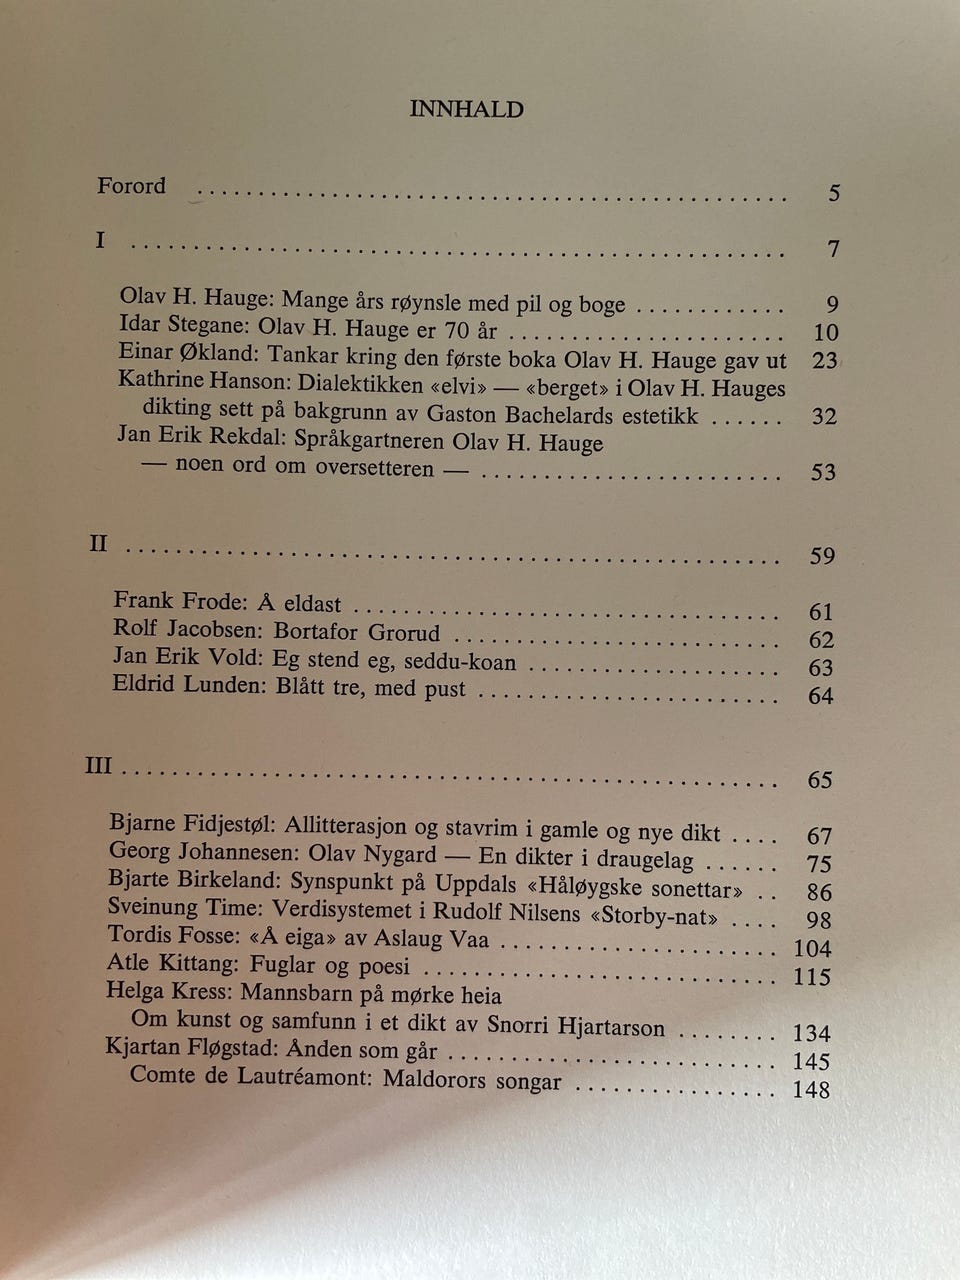 INNHALD
Forord . . . . . . . . . . . . . . . . . . . . . . . . . . . . . . . . . . . . . . . . . . . . . . . . 5
I . . . . . . . . . . . . . . . . . . . . . . . . . . . . . . . . . . . . . . . . . . . . . . . . . . . . . 7
Olav H. Hauge: Mange års røynsle med pil og boge . . . . . . . . . . . . 9
Idar Stegane: Olav H. Hauge er 70 år . . . . . . . . . . . . . . . . . . . . . . 10
Einar Økland: Tankar kring den første boka Olav H. Hauge gav ut 23
Kathrine Hanson: Dialektikken «elvi» — «berget» i Olav H. Hauges
dikting sett på bakgrunn av Gaston Bachelards estetikk . . . . . . 32
Jan Erik Rekdal: Språkgartneren Olav H. Hauge
— noen ord om oversetteren — . . . . . . . . . . . . . . . . . . . . . . . . 53
II . . . . . . . . . . . . . . . . . . . . . . . . . . . . . . . . . . . . . . . . . . . . . . . . . . . . . 59
Frank Frode: Å eldast . . . . . . . . . . . . . . . . . . . . . . . . . . . . . . . . . . 61
Rolf Jacobsen: Bortafor Grorud . . . . . . . . . . . . . . . . . . . . . . . . . . 62
Jan Erik Vold: Eg stend eg, seddu-koan . . . . . . . . . . . . . . . . . . . . 63
Eldrid Lunden: Blått tre, med pust . . . . . . . . . . . . . . . . . . . . . . . . 64
III . . . . . . . . . . . . . . . . . . . . . . . . . . . . . . . . . . . . . . . . . . . . . . . . . . . . . 65
Bjarne Fidjestøl: Allitterasjon og stavrim i gamle og nye dikt . . . . 67
Georg Johannesen: Olav Nygard — En dikter i draugelag . . . . . . 75
Bjarte Birkeland: Synspunkt på Uppdals «Håløygske sonettar» . . 86
Sveinung Time: Verdisystemet i Rudolf Nilsens «Storby-nat» . . . . 98
Tordis Fosse: «Å eiga» av Aslaug Vaa . . . . . . . . . . . . . . . . . . . . . . 104
Atle Kittang: Fuglar og poesi . . . . . . . . . . . . . . . . . . . . . . . . . . . . 115
Helga Kress: Mannsbarn på mørke heia
Om kunst og samfunn i et dikt av Snorri Hjartarson . . . . . . . . 134
Kjartan Fløgstad: Ånden som går . . . . . . . . . . . . . . . . . . . . . . . . . . 145
Comte de Lautréamont: Maldorors songar . . . . . . . . . . . . . . . . 148